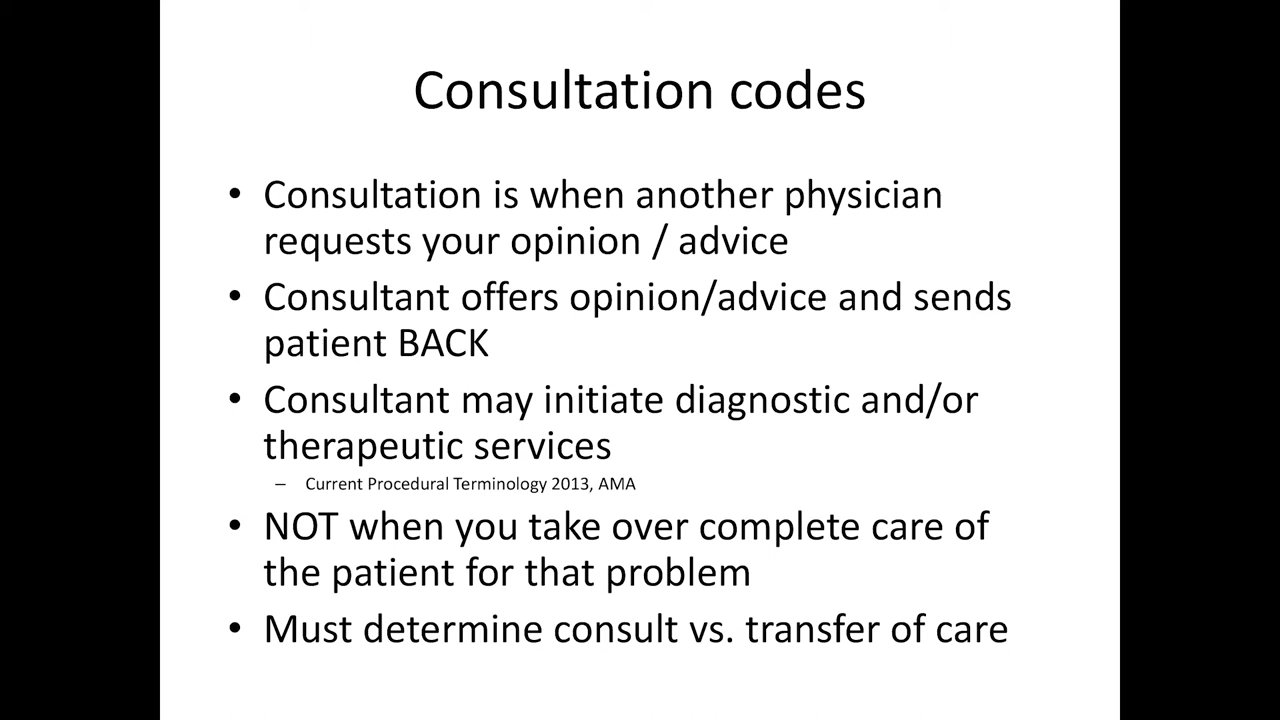 Consultation codes
• Consultation is when another physician
requests your opinion / advice
• Consultant offers opinion/advice and sends
patient BACK
• Consultant may initiate diagnostic and/or
therapeutic services
– Current Procedural Terminology 2013, AMA
• NOT when you take over complete care of
the patient for that problem
• Must determine consult vs. transfer of care